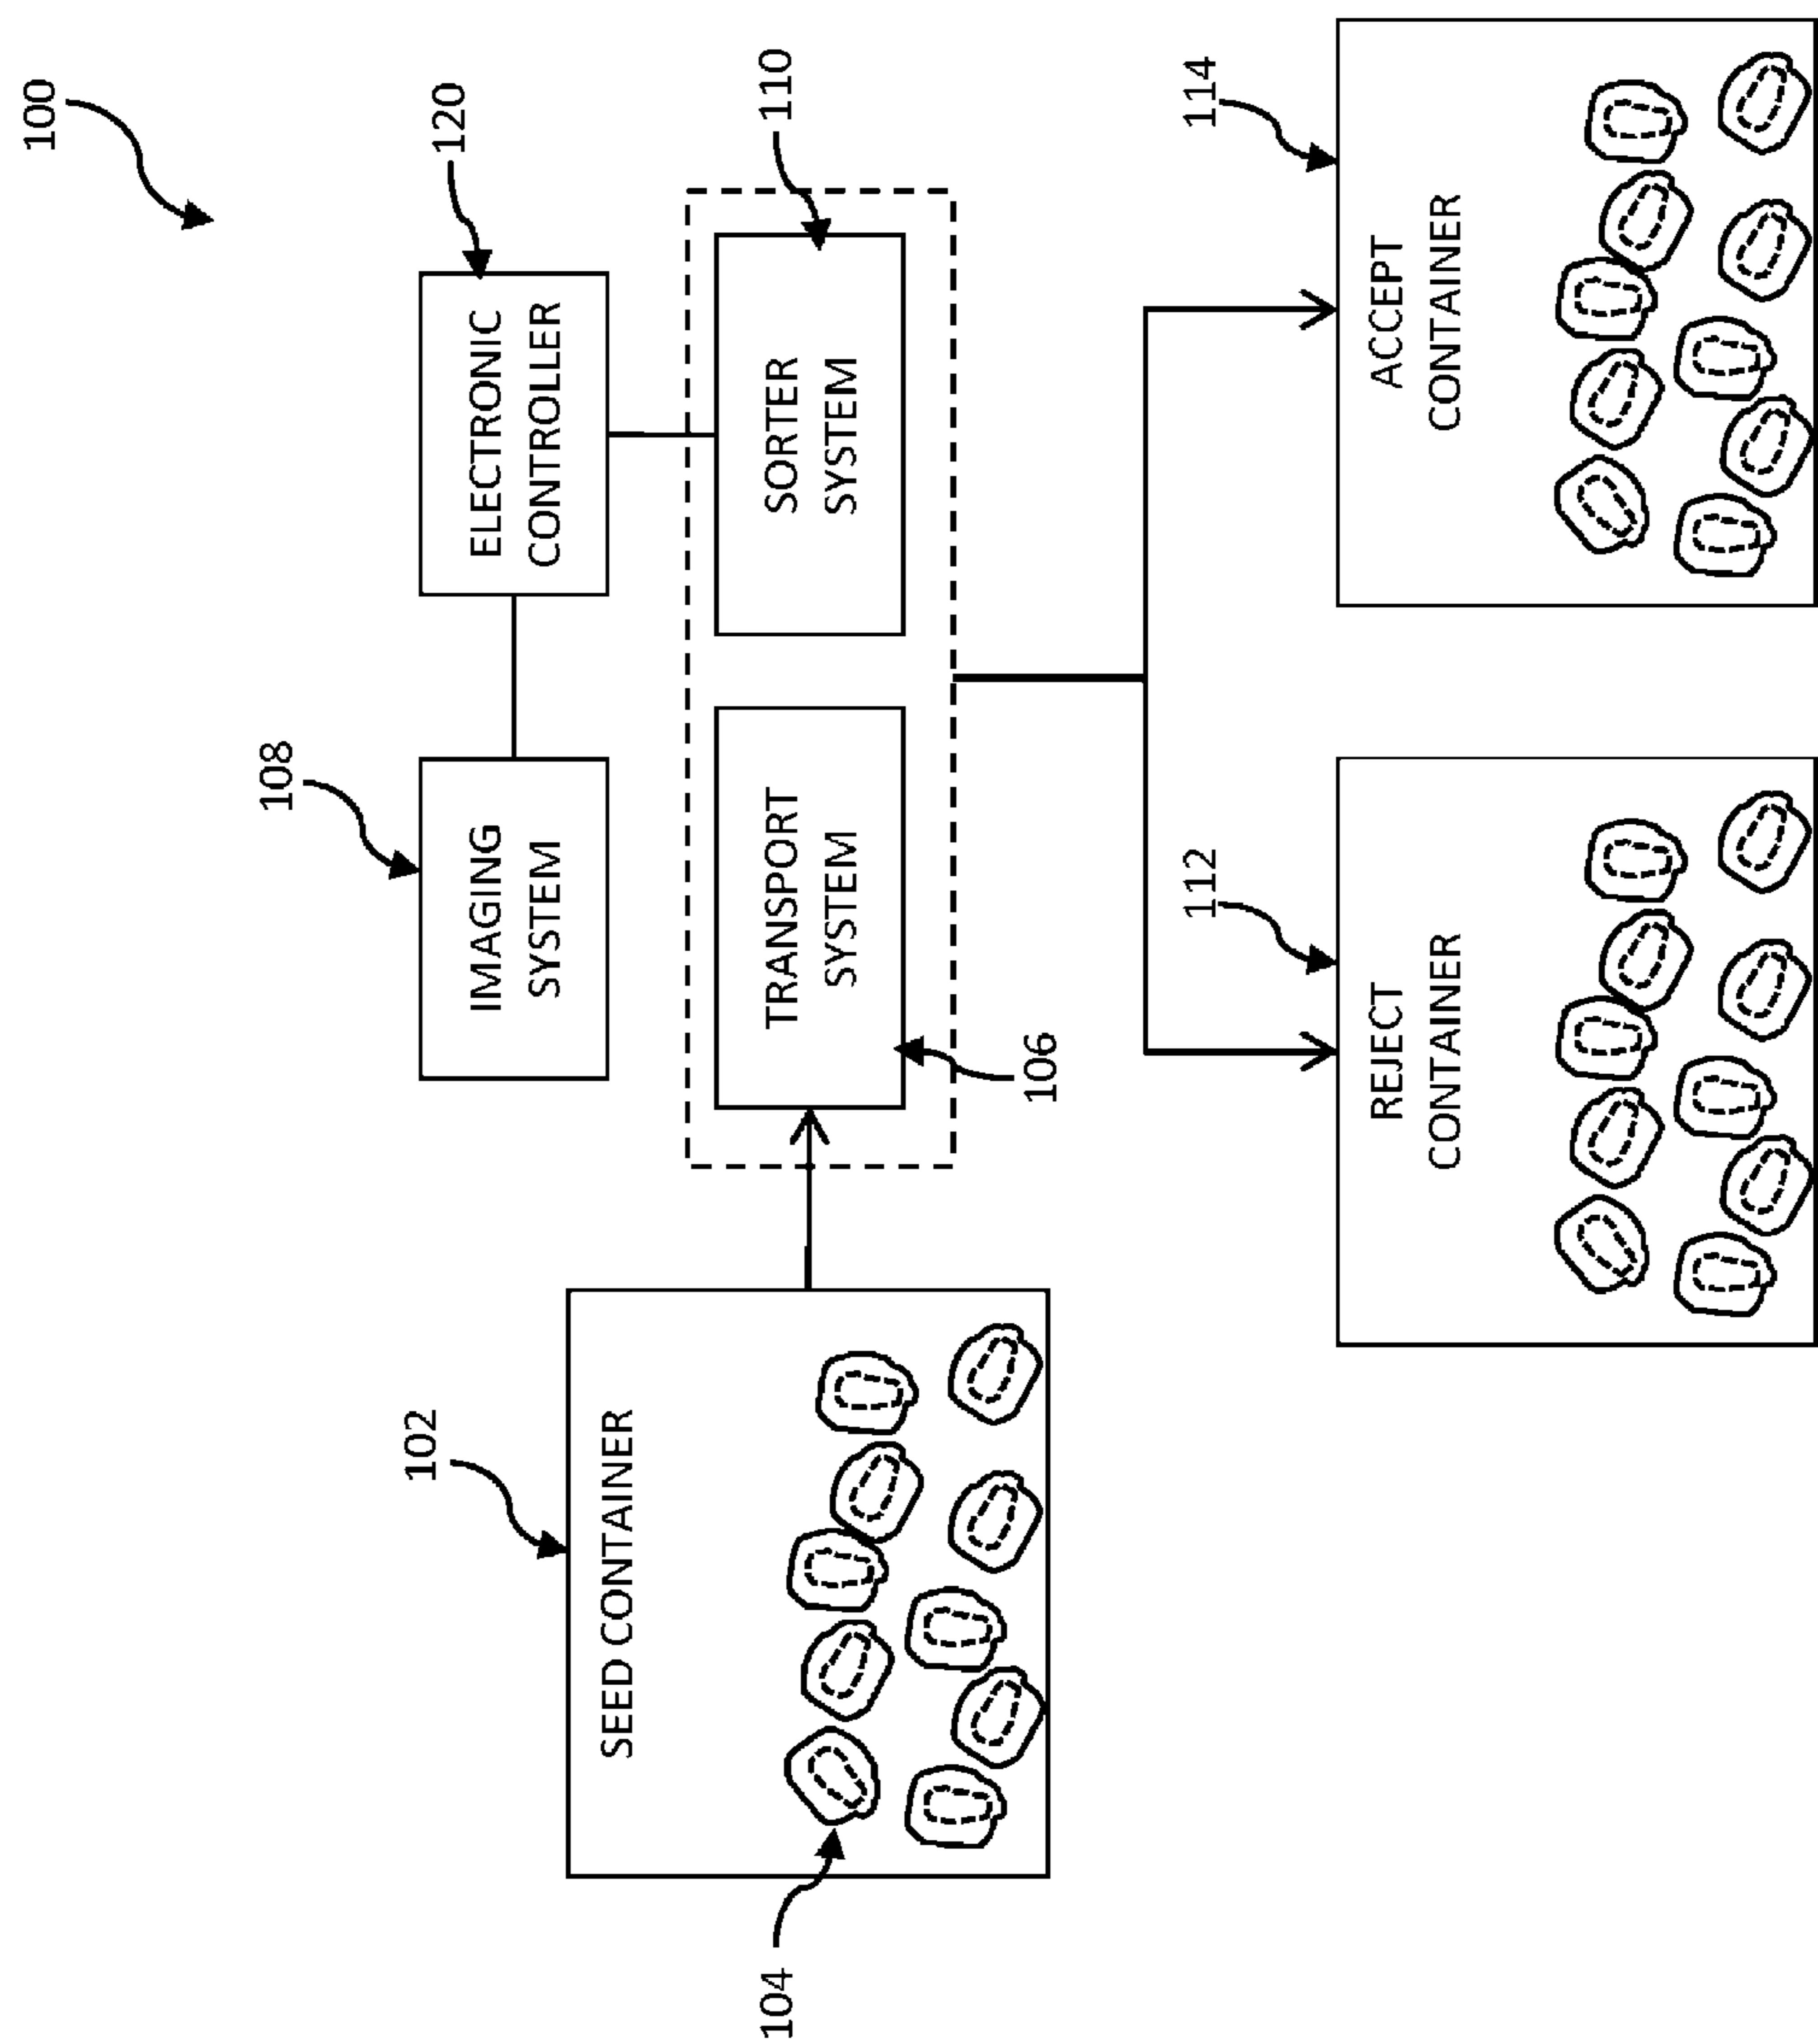 100
120
ELECTRONIC
CONTROLLER
108
IMAGING
SYSTEM
110
SORTER
SYSTEM
TRANSPORT
SYSTEM
106
102
SEED CONTAINER
104
112
REJECT
CONTAINER
114
ACCEPT
CONTAINER